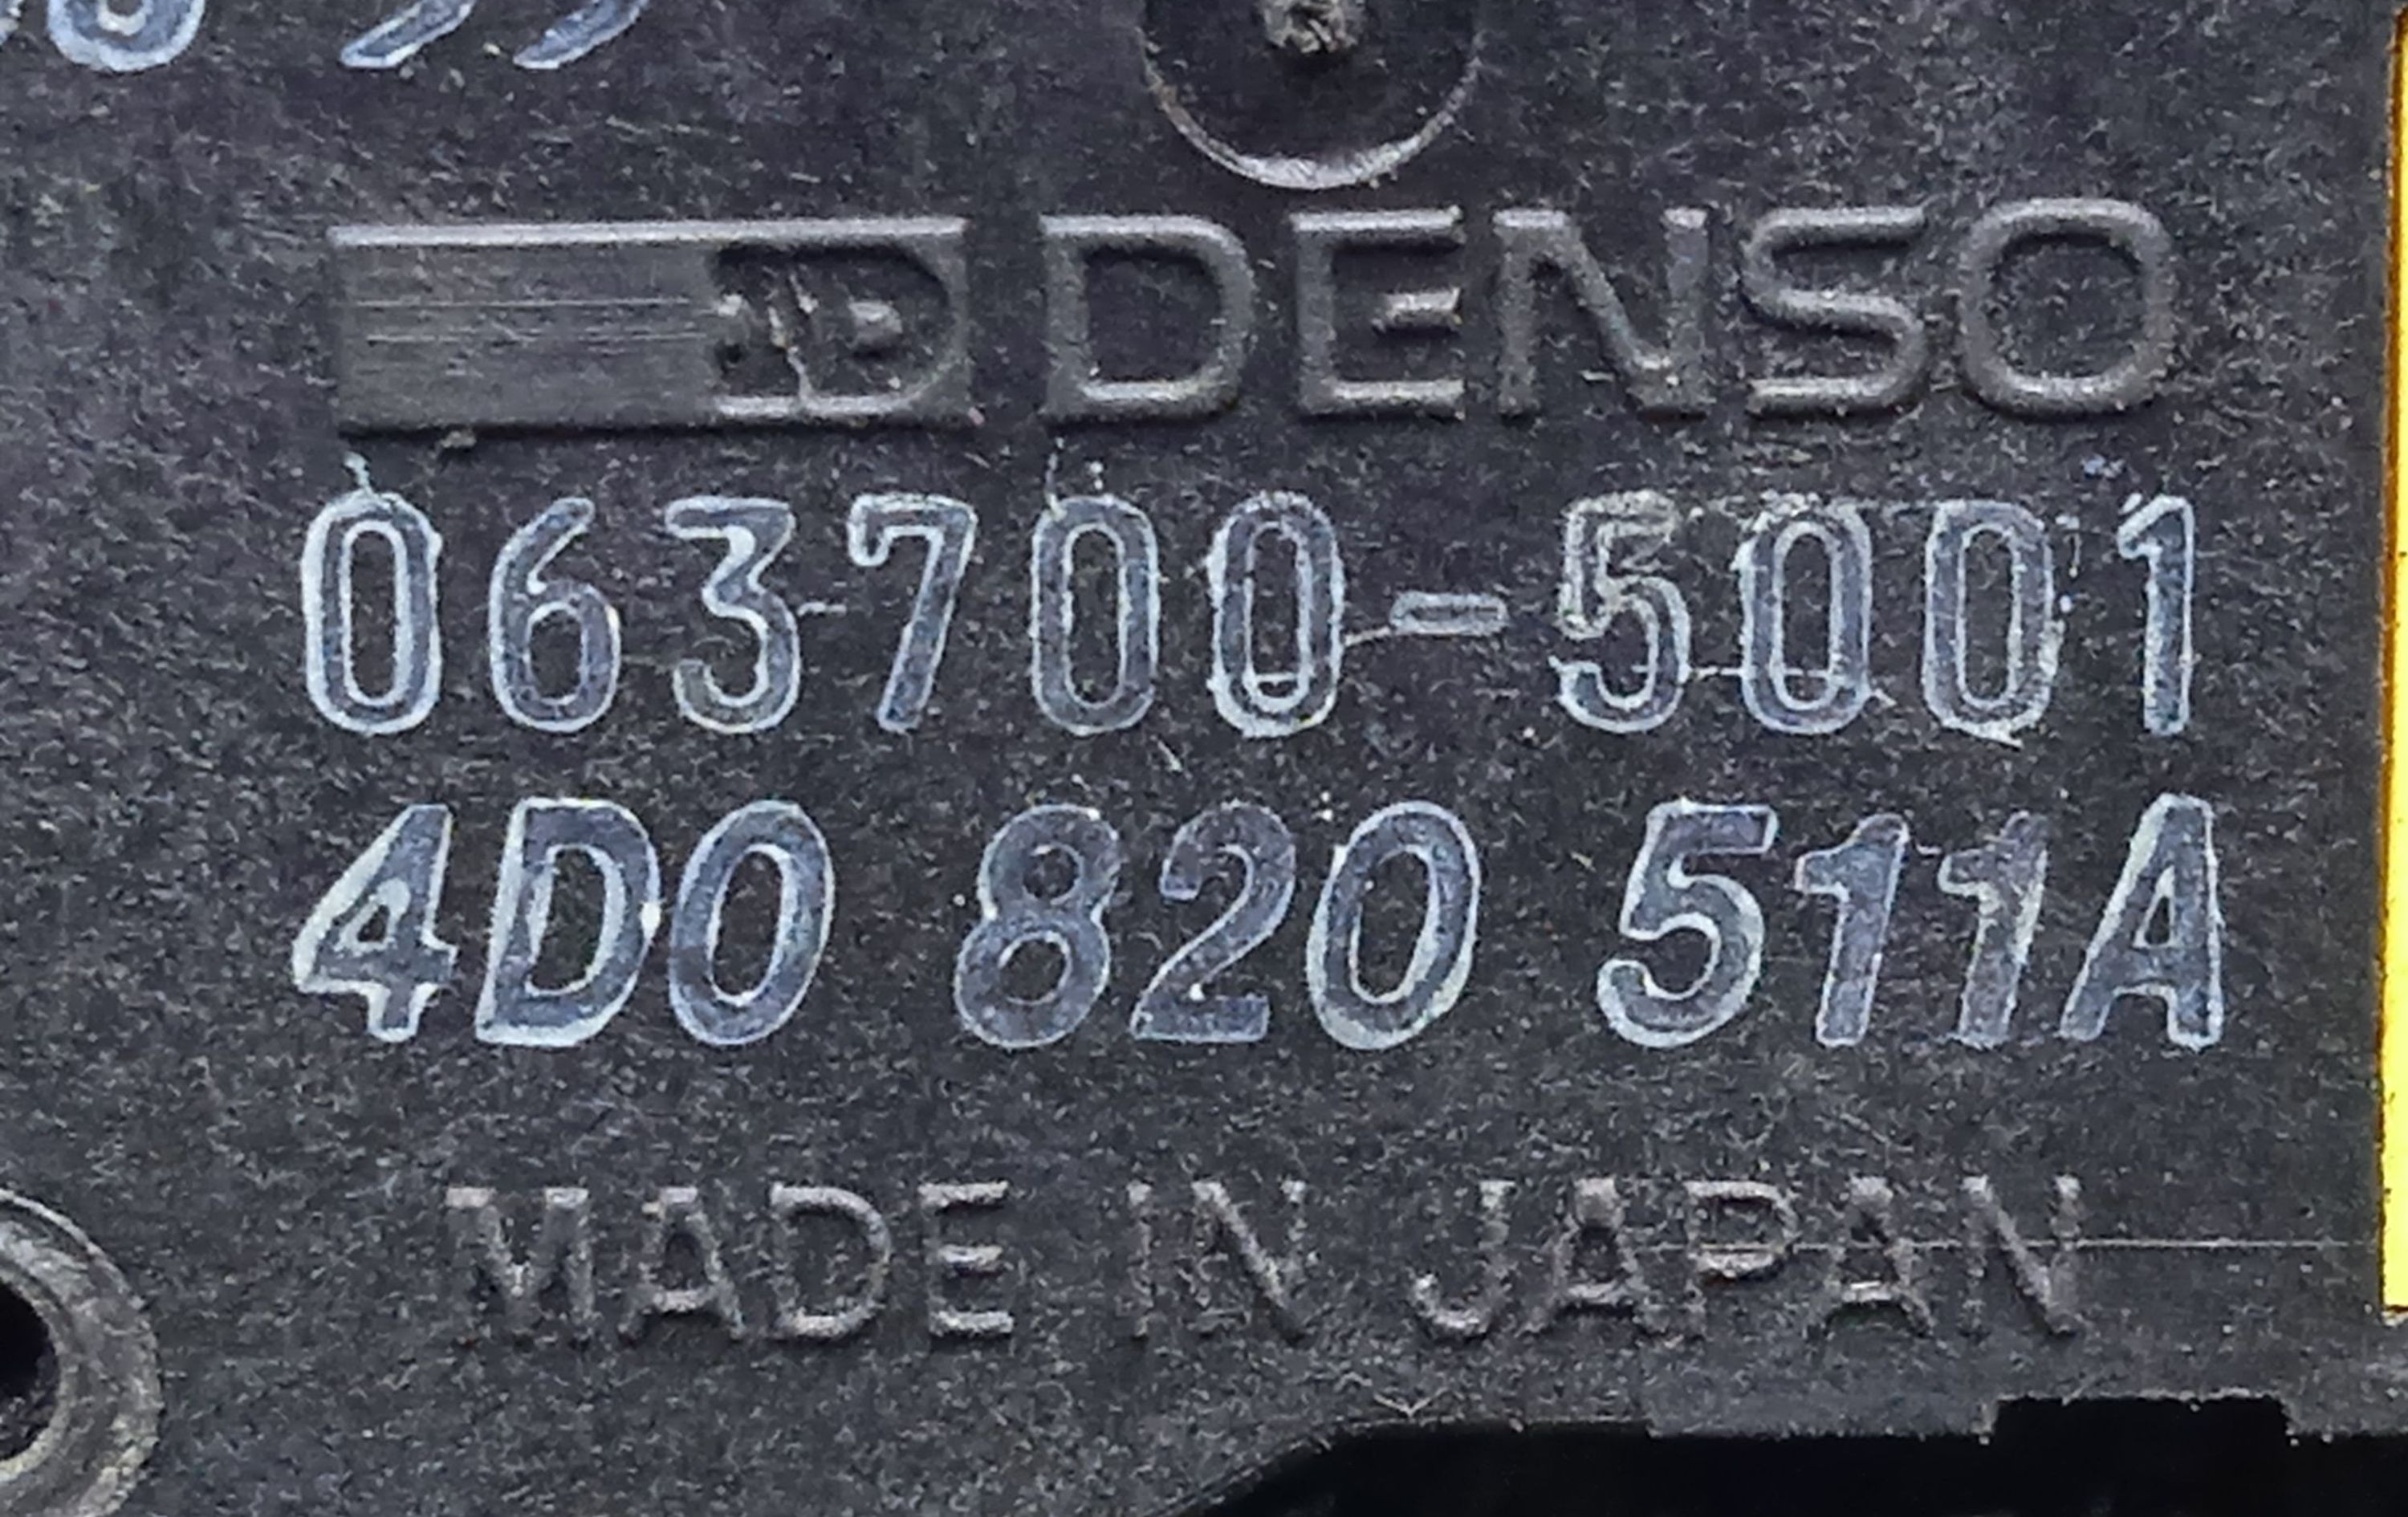 DENSO
063700-5001
4D0 820 511A
MADE IN JAPAN